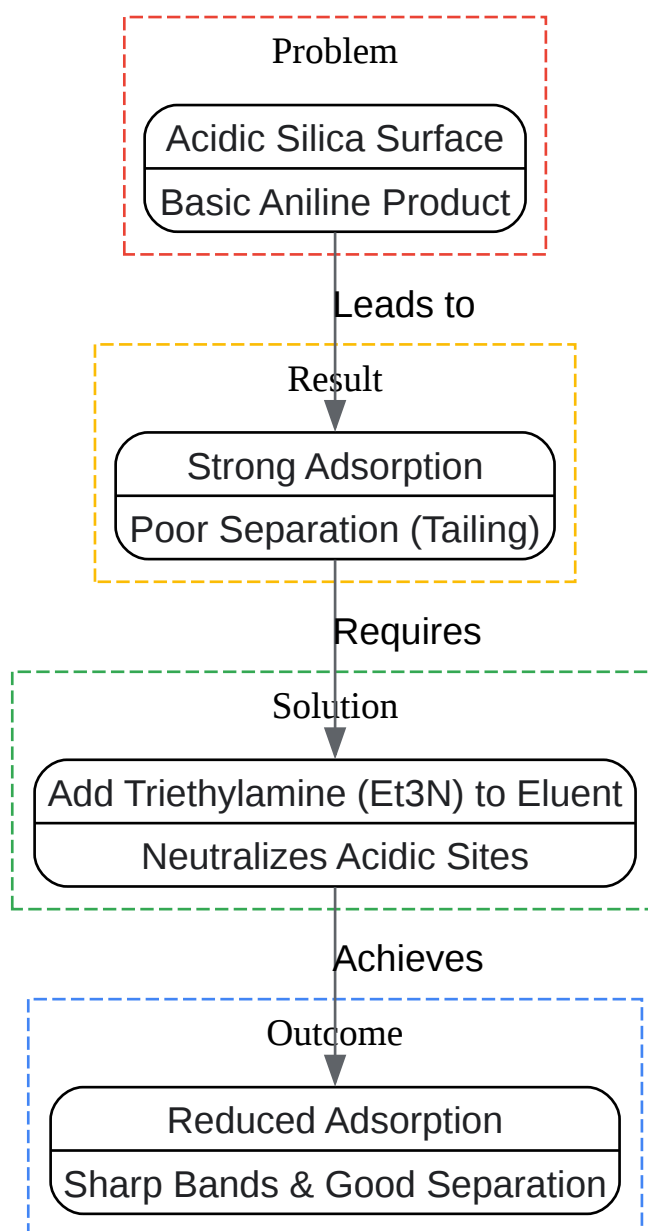 Problem
Acidic Silica Surface
Basic Aniline Product
Leads to
Result
Strong Adsorption
Poor Separation (Tailing)
Requires
Solution
Add Triethylamine (Et3N) to Eluent
Neutralizes Acidic Sites
Achieves
Outcome
Reduced Adsorption
Sharp Bands & Good Separation